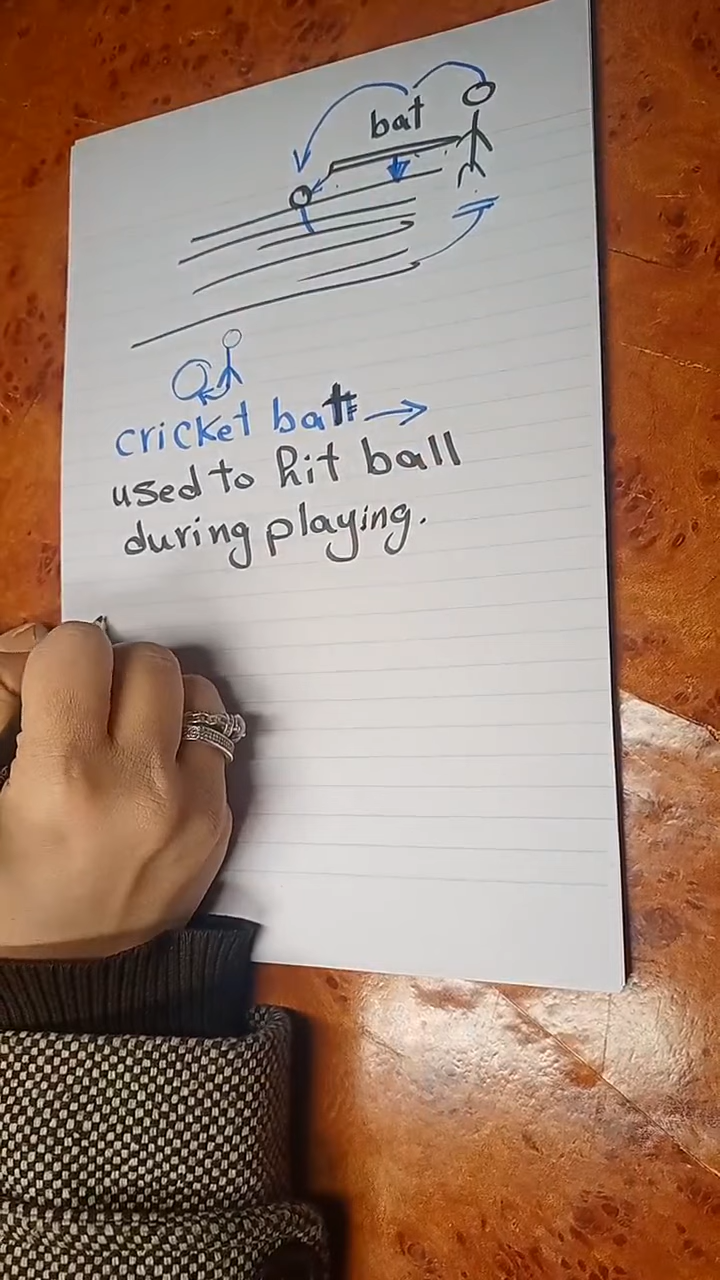 bat
cricket bat →
used to hit ball
during playing.